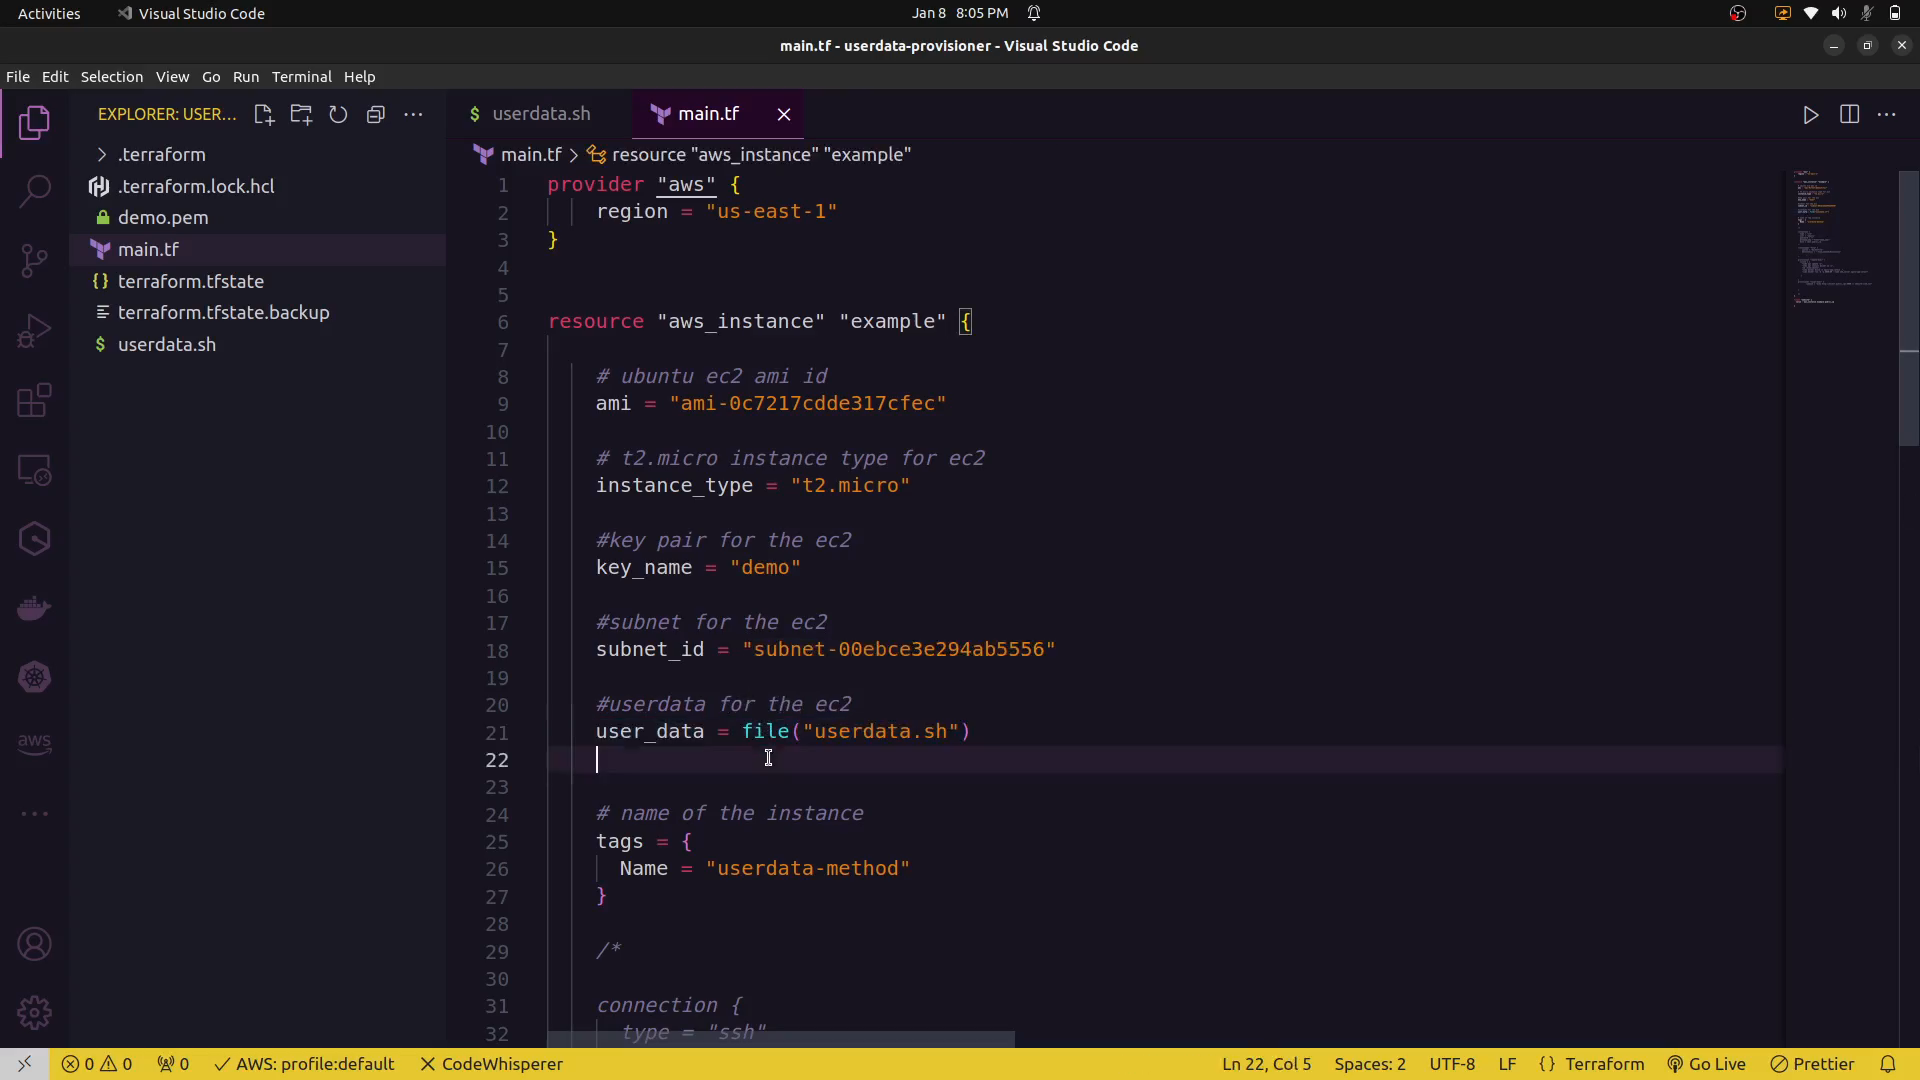 Activities Visual Studio Code Jan 8 8:05 PM
main.tf - userdata-provisioner - Visual Studio Code
File Edit Selection View Go Run Terminal Help
EXPLORER: USER... userdata.sh main.tf
.terraform
.terraform.lock.hcl
demo.pem
main.tf
terraform.tfstate
terraform.tfstate.backup
userdata.sh
aws
main.tf > resource "aws_instance" "example"
1 provider "aws" {
2 region = "us-east-1"
3 }
4
5
6 resource "aws_instance" "example" {
7
8 # ubuntu ec2 ami id
9 ami = "ami-0c7217cdde317cfec"
10
11 # t2.micro instance type for ec2
12 instance_type = "t2.micro"
13
14 #key pair for the ec2
15 key_name = "demo"
16
17 #subnet for the ec2
18 subnet_id = "subnet-00ebce3e294ab5556"
19
20 #userdata for the ec2
21 user_data = file("userdata.sh")
22
23
24 # name of the instance
25 tags = {
26 Name = "userdata-method"
27 }
28
29 /*
30
31 connection {
32 type = "ssh"
0 0 0 AWS: profile:default CodeWhisperer Ln 22, Col 5 Spaces: 2 UTF-8 LF {} Terraform Go Live Prettier